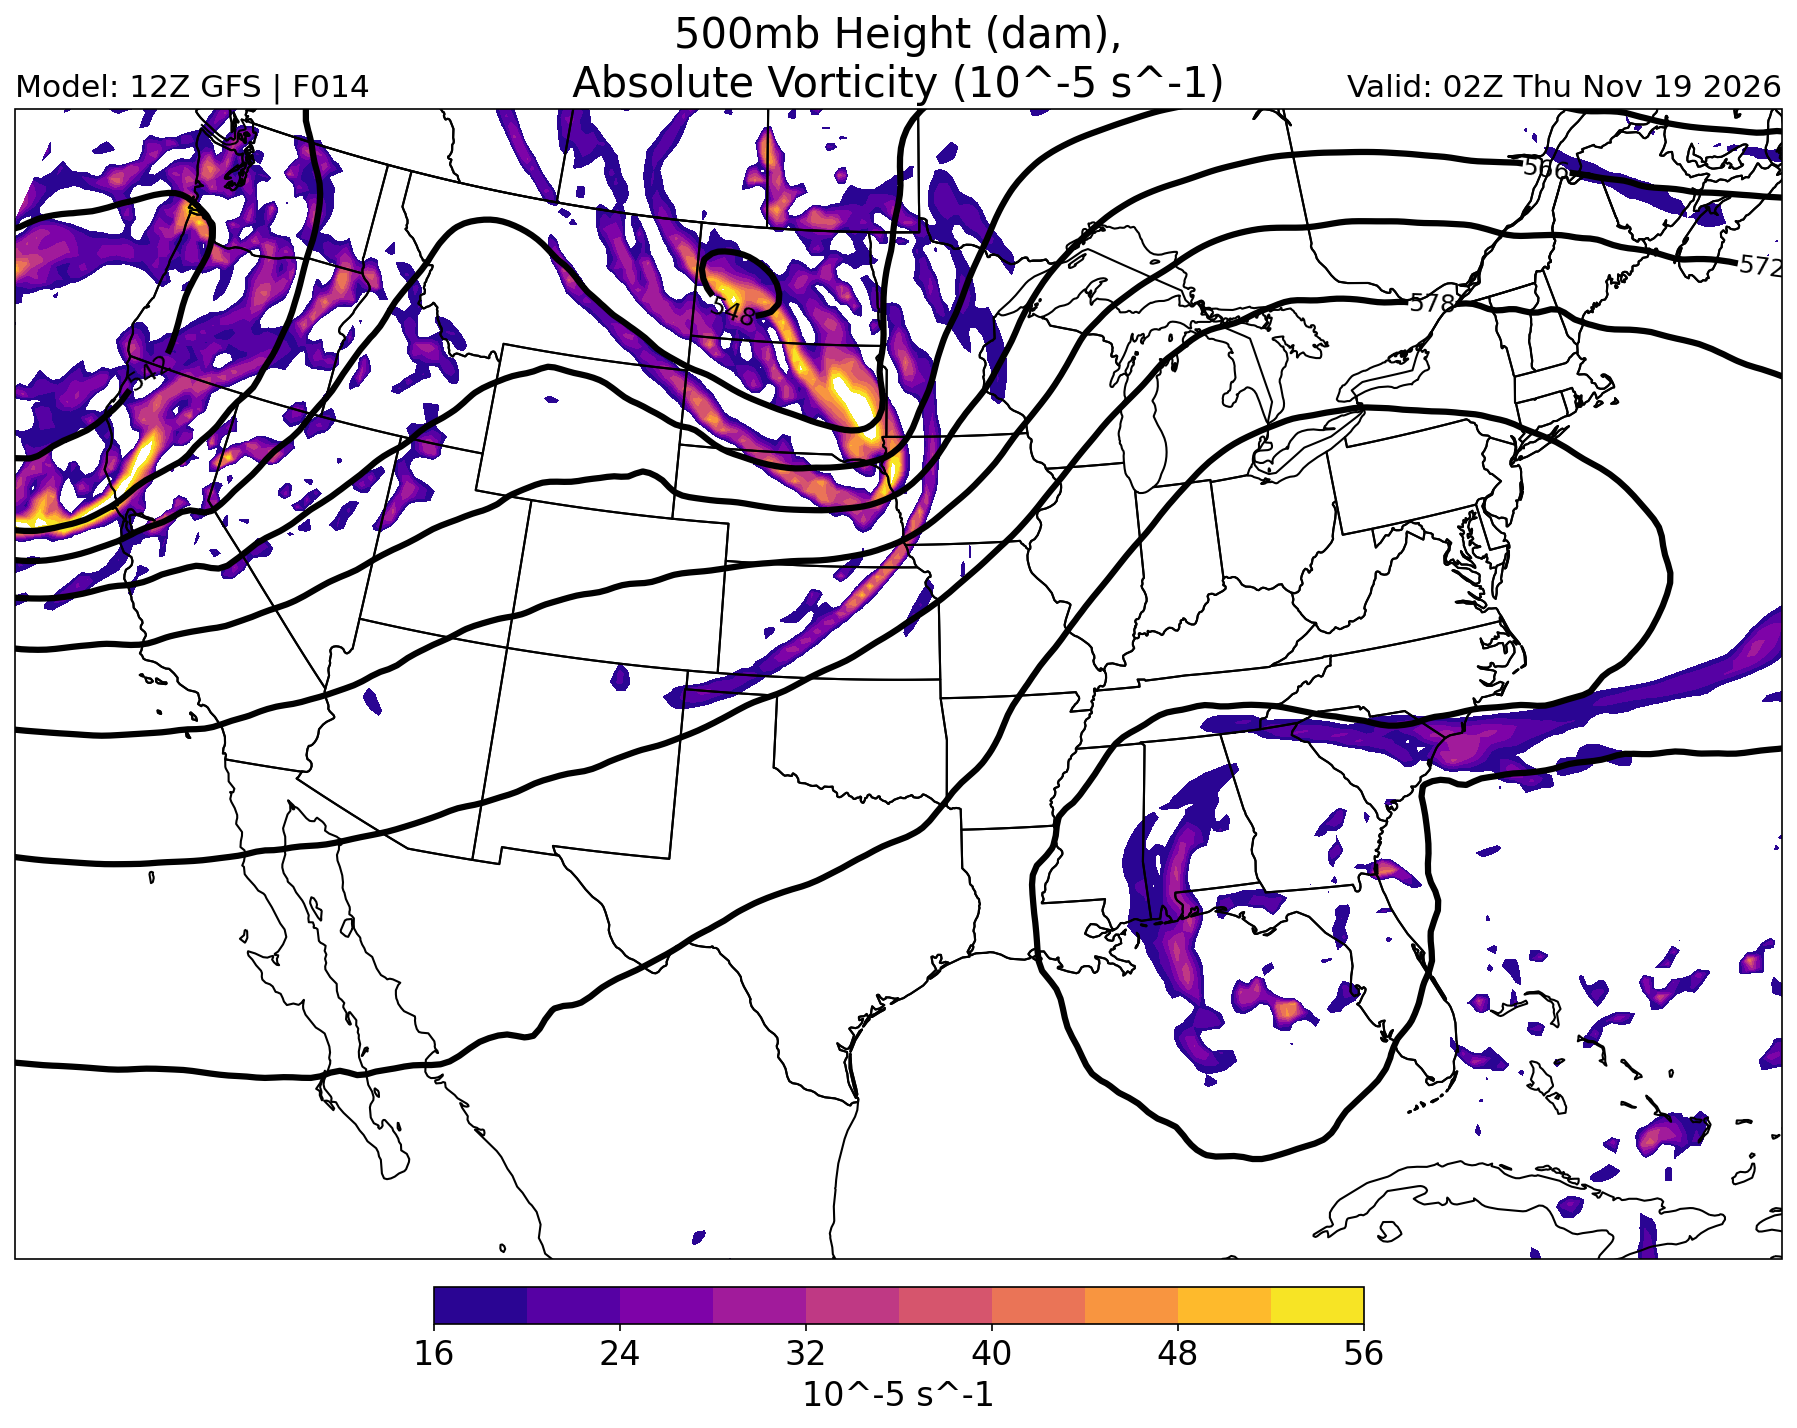 500mb Height (dam),
Model: 12Z GFS | F014
Absolute Vorticity (10^-5 s^-1)
Valid: 02Z Thu Nov 19 2026
566
572
578
548
542
16 24 32 40 48 56
10^-5 s^-1